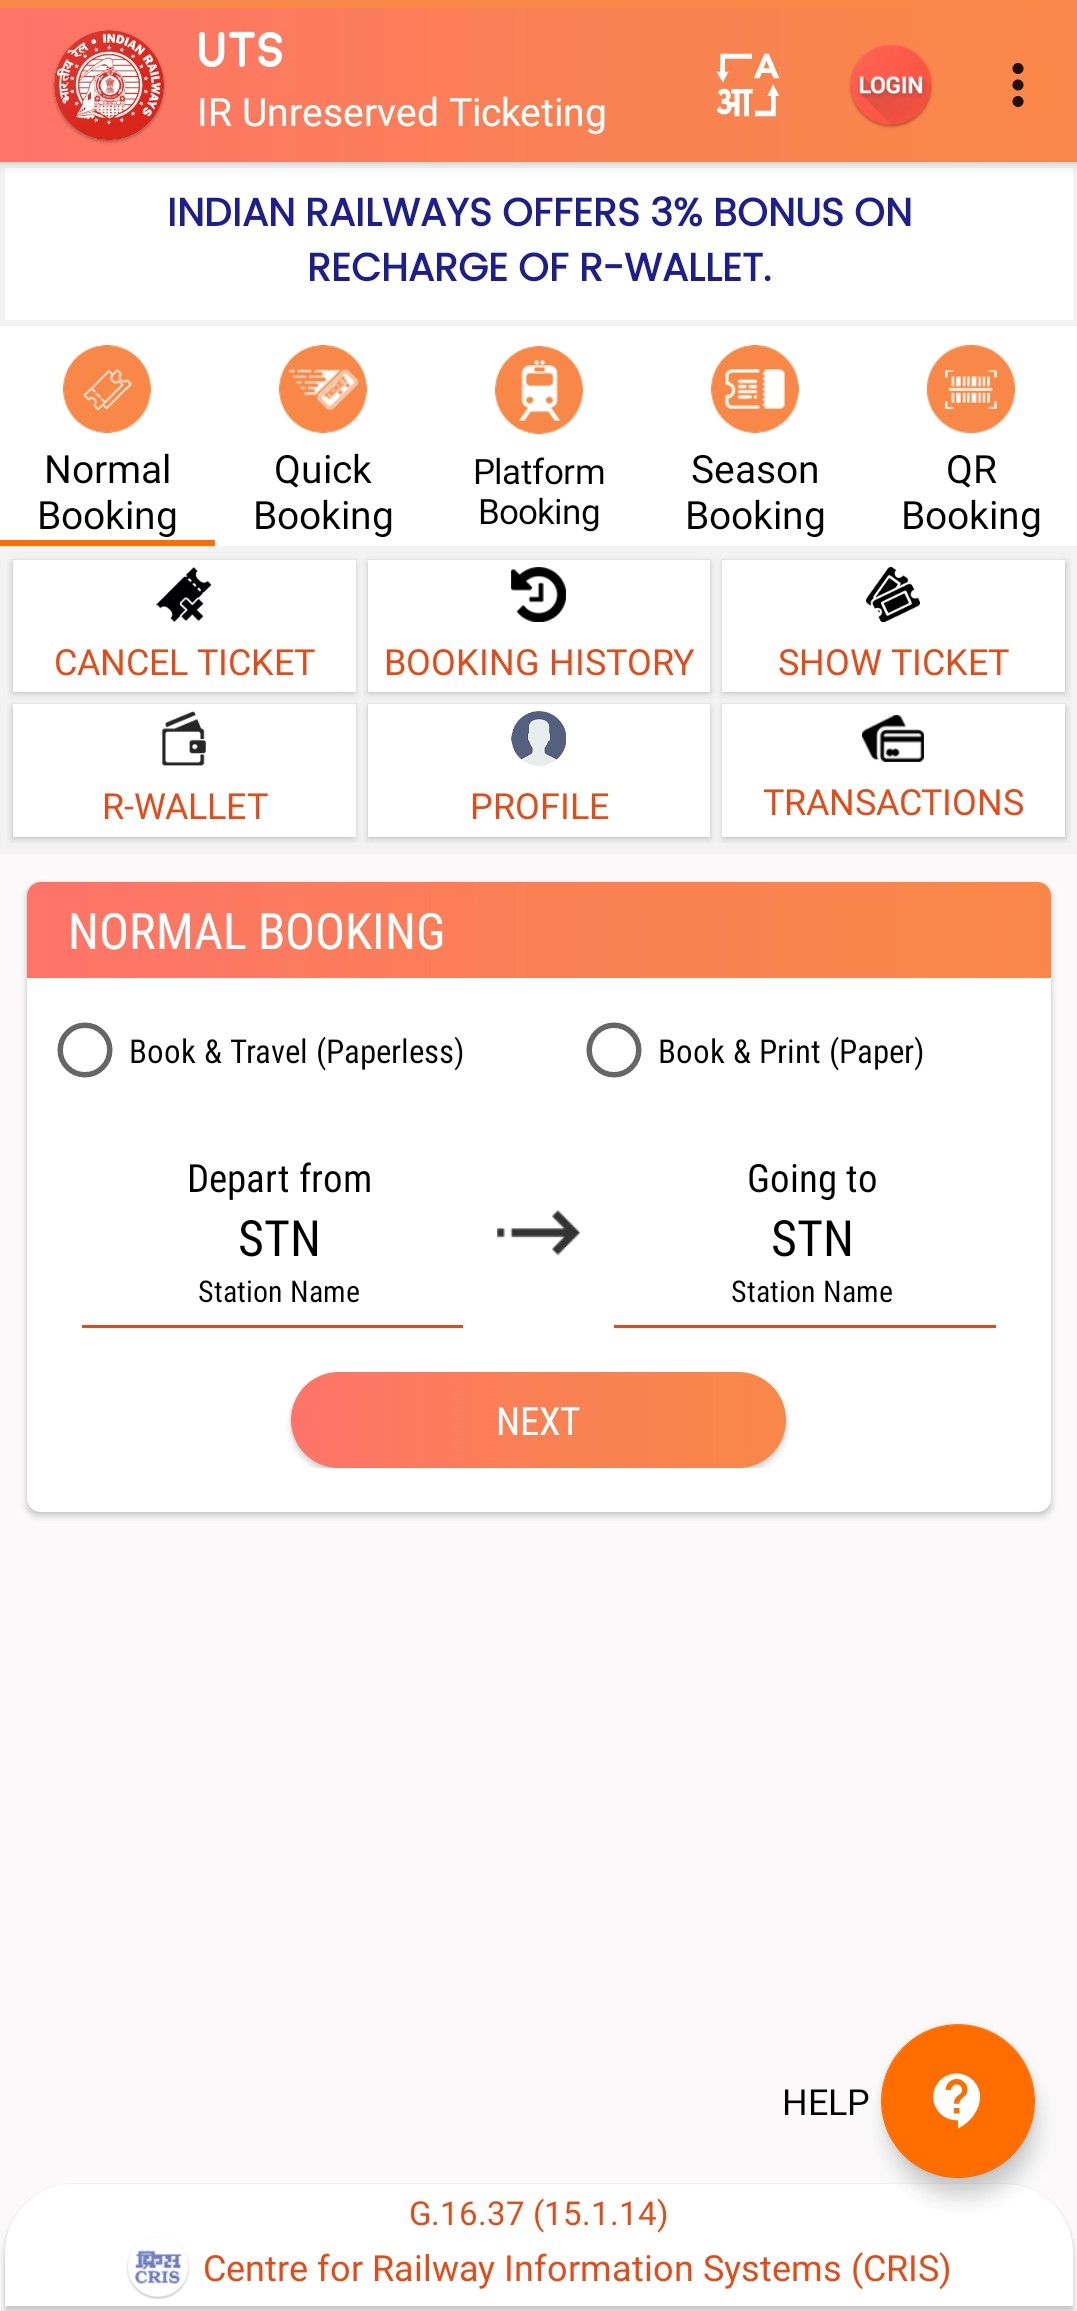 UTS
IR Unreserved Ticketing
A
आ
LOGIN
भारतीय रेल • INDIAN RAILWAYS
INDIAN RAILWAYS OFFERS 3% BONUS ON
RECHARGE OF R-WALLET.
Normal
Booking
Quick
Booking
Platform
Booking
Season
Booking
QR
Booking
CANCEL TICKET
BOOKING HISTORY
SHOW TICKET
R-WALLET
PROFILE
TRANSACTIONS
NORMAL BOOKING
Book & Travel (Paperless)
Book & Print (Paper)
Depart from
STN
Station Name
Going to
STN
Station Name
NEXT
HELP
?
G.16.37 (15.1.14)
क्रिस
CRIS
Centre for Railway Information Systems (CRIS)